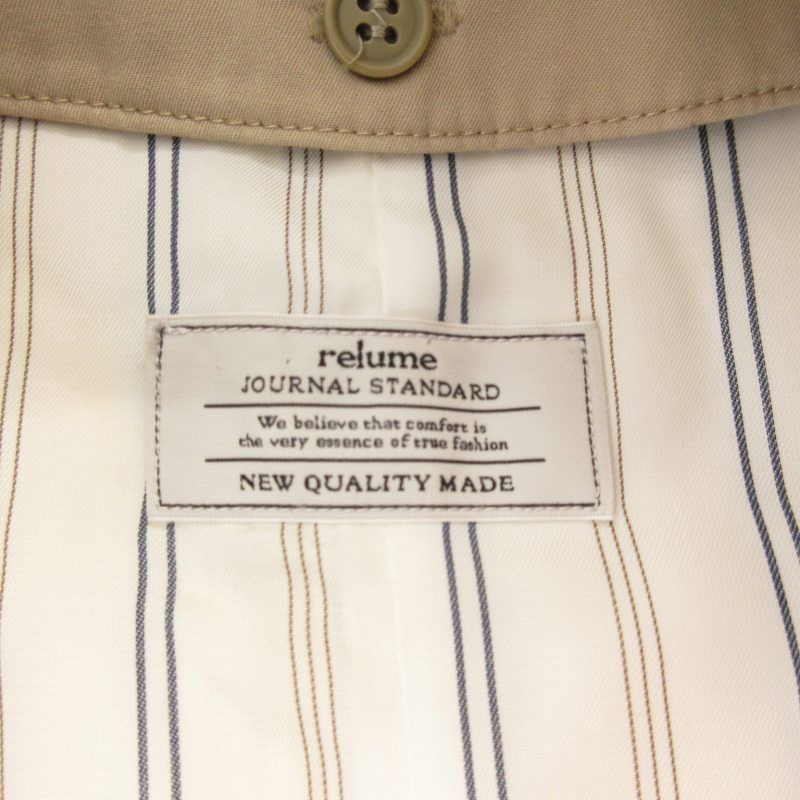 relume
JOURNAL STANDARD
We believe that comfort is
the very essence of true fashion
NEW QUALITY MADE